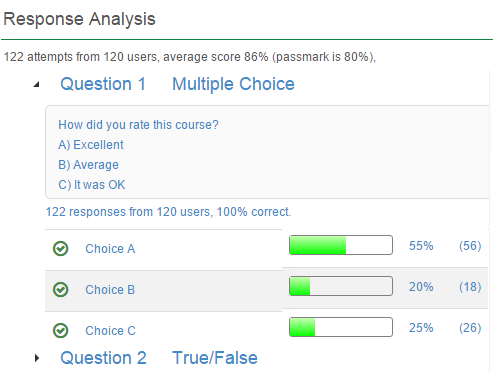 Response Analysis
122 attempts from 120 users, average score 86% (passmark is 80%),
Question 1 Multiple Choice
How did you rate this course?
A) Excellent
B) Average
C) It was OK
122 responses from 120 users, 100% correct.
Choice A 55% (56)
Choice B 20% (18)
Choice C 25% (26)
Question 2 True/False